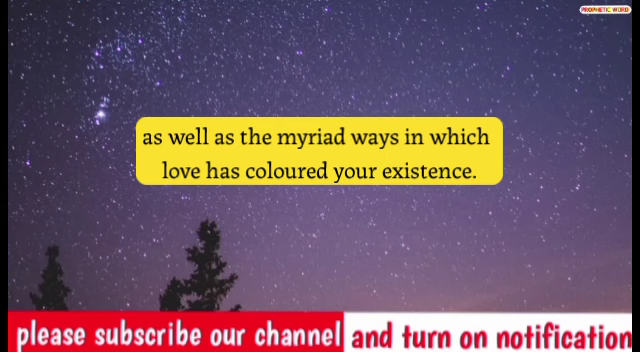 PROPHETIC WORD
as well as the myriad ways in which
love has coloured your existence.
please subscribe our channel and turn on notification